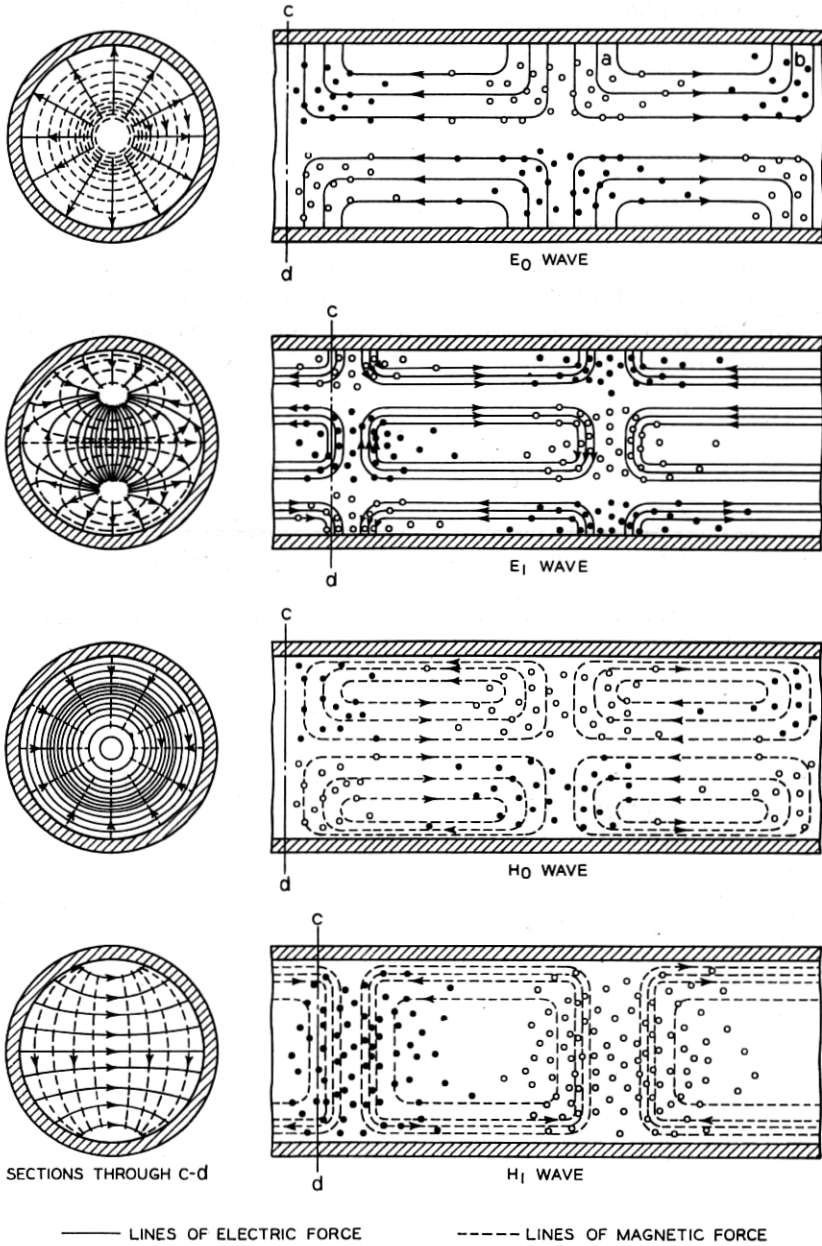 c
a
b
d
E0 WAVE
c
d
E1 WAVE
c
d
H0 WAVE
c
d
SECTIONS THROUGH c-d
H1 WAVE
LINES OF ELECTRIC FORCE
LINES OF MAGNETIC FORCE